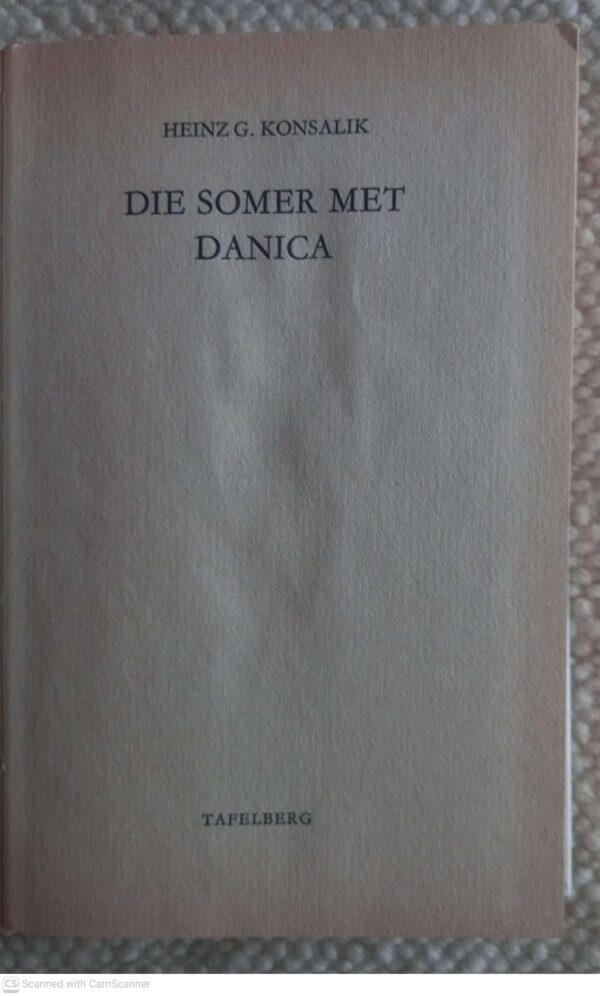 HEINZ G. KONSALIK
DIE SOMER MET
DANICA
TAFELBERG
CS Scanned with CamScanner